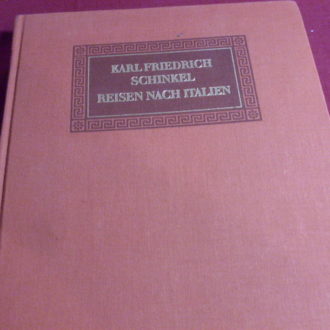 KARL FRIEDRICH
SCHINKEL
REISEN NACH ITALIEN